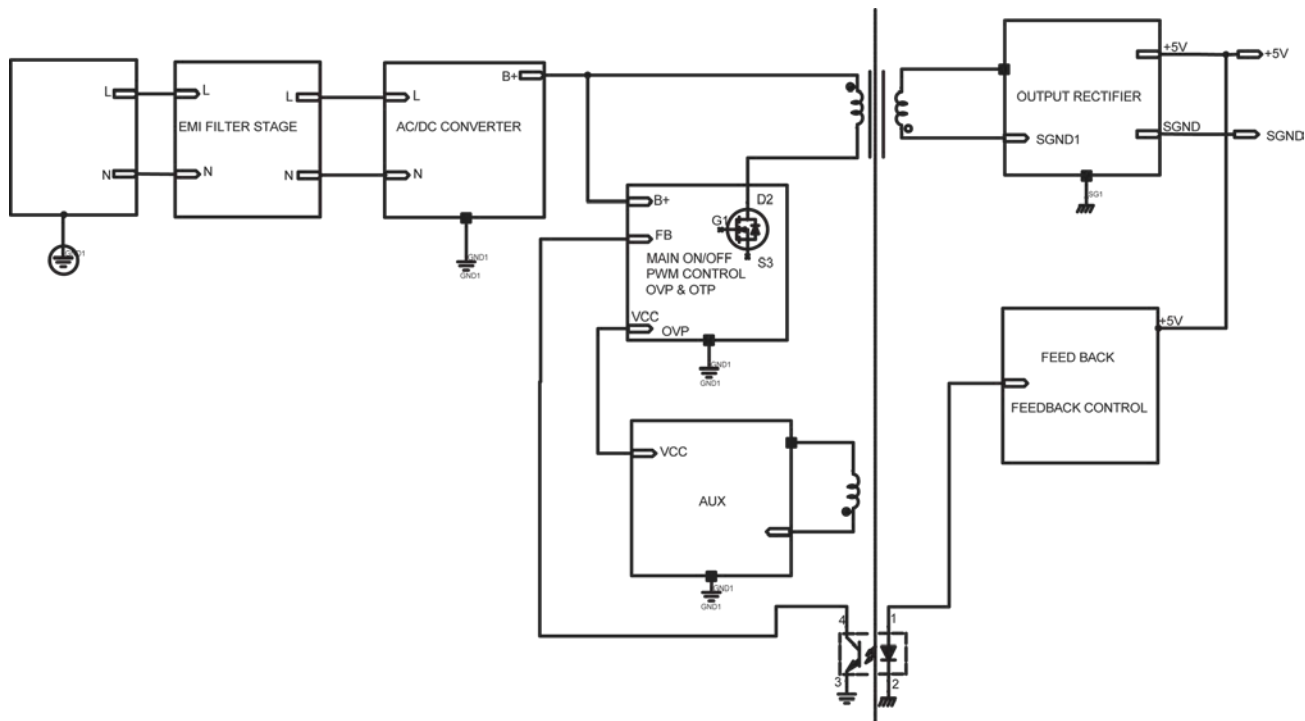 L
N
L
N
EMI FILTER STAGE
L
N
L
N
AC/DC CONVERTER
B+
GND1
GND1
GND1
B+
FB
D2
G1
S3
MAIN ON/OFF
PWM CONTROL
OVP & OTP
VCC
OVP
GND1
GND1
VCC
AUX
GND1
GND1
4
3
1
2
+5V
OUTPUT RECTIFIER
SGND1
SGND
SG1
+5V
SGND
+5V
FEED BACK
FEEDBACK CONTROL